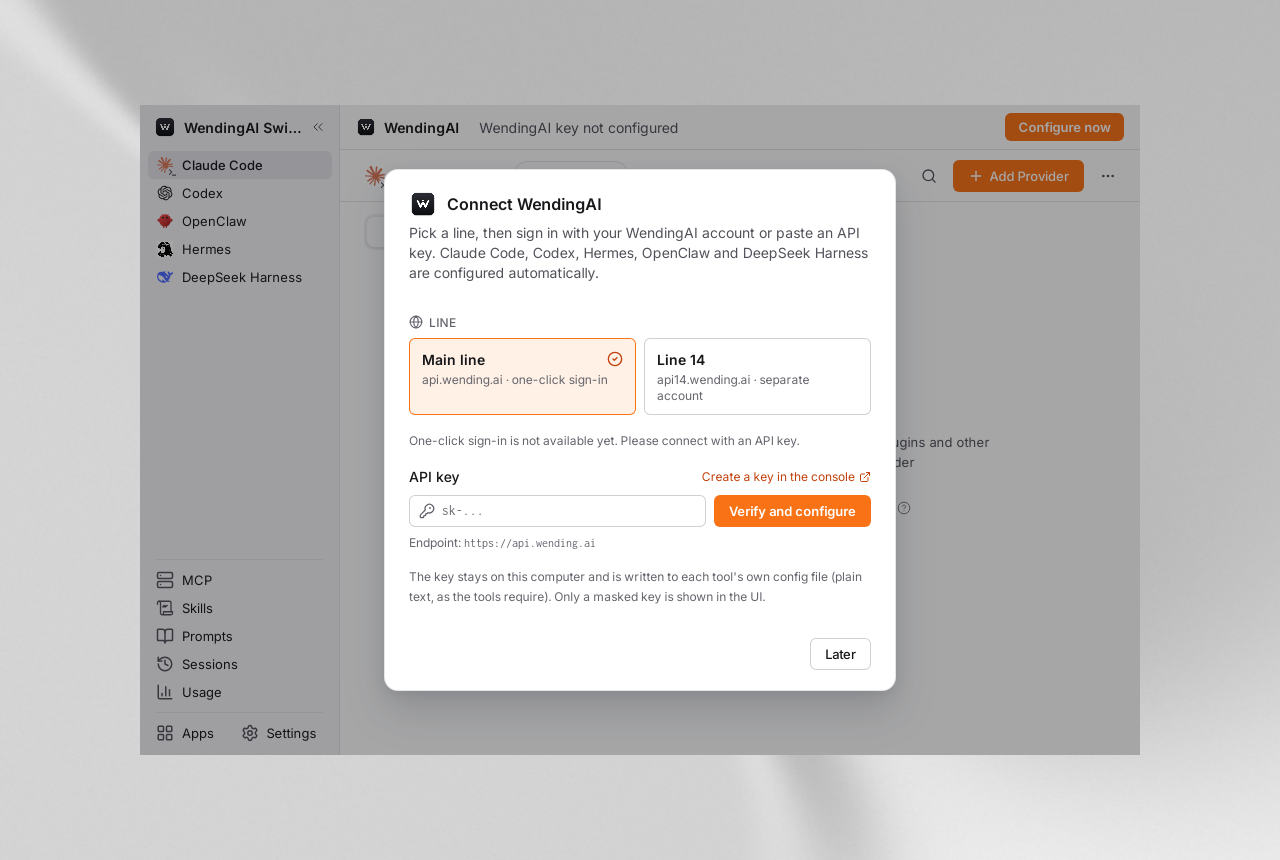 WendingAI Swi...
Claude Code
Codex
OpenClaw
Hermes
DeepSeek Harness
MCP
Skills
Prompts
Sessions
Usage
Apps
Settings
WendingAI
WendingAI key not configured
Configure now
Add Provider
Connect WendingAI
Pick a line, then sign in with your WendingAI account or paste an API
key. Claude Code, Codex, Hermes, OpenClaw and DeepSeek Harness
are configured automatically.
LINE
Main line
api.wending.ai · one-click sign-in
Line 14
api14.wending.ai · separate
account
One-click sign-in is not available yet. Please connect with an API key.
API key
Create a key in the console
sk-...
Verify and configure
Endpoint: https://api.wending.ai
The key stays on this computer and is written to each tool's own config file (plain
text, as the tools require). Only a masked key is shown in the UI.
Later
and other